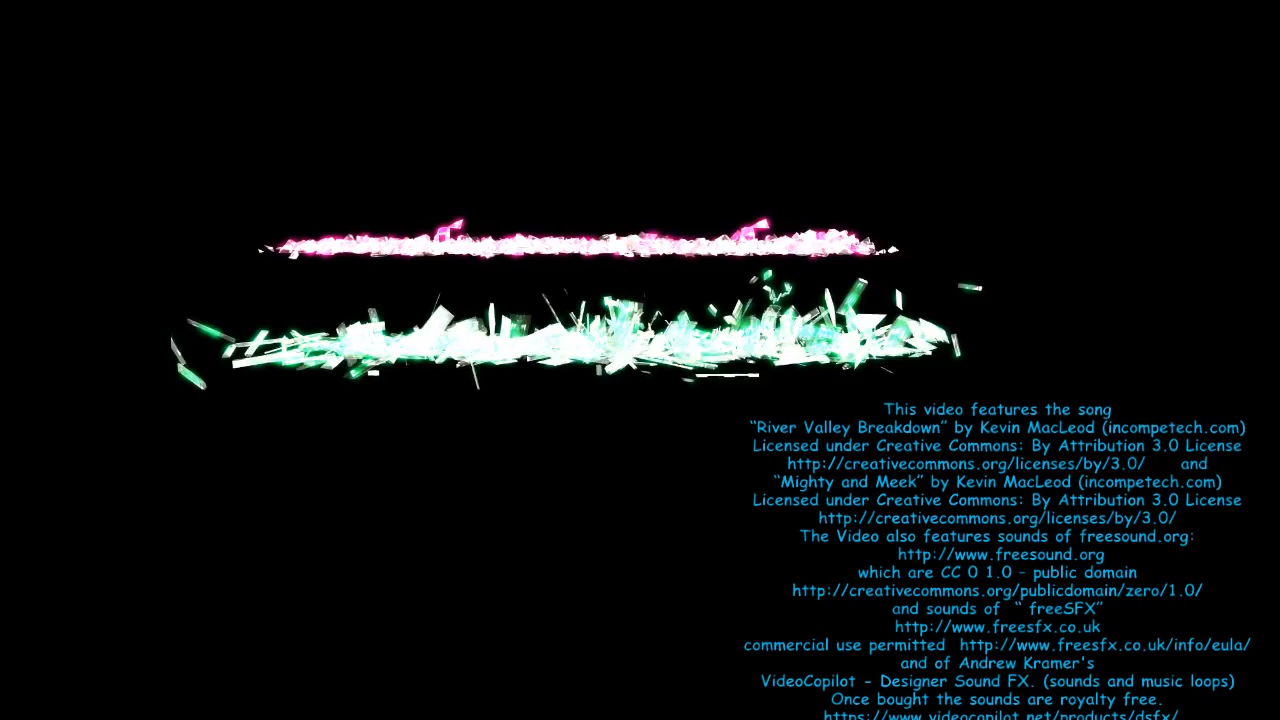 This video features the song
“River Valley Breakdown” by Kevin MacLeod (incompetech.com)
Licensed under Creative Commons: By Attribution 3.0 License
http://creativecommons.org/licenses/by/3.0/ and
“Mighty and Meek” by Kevin MacLeod (incompetech.com)
Licensed under Creative Commons: By Attribution 3.0 License
http://creativecommons.org/licenses/by/3.0/
The Video also features sounds of freesound.org:
http://www.freesound.org
which are CC 0 1.0 – public domain
http://creativecommons.org/publicdomain/zero/1.0/
and sounds of “ freeSFX”
http://www.freesfx.co.uk
commercial use permitted http://www.freesfx.co.uk/info/eula/
and of Andrew Kramer's
VideoCopilot – Designer Sound FX. (sounds and music loops)
Once bought the sounds are royalty free.
https://www.videocopilot.net/products/dsfx/